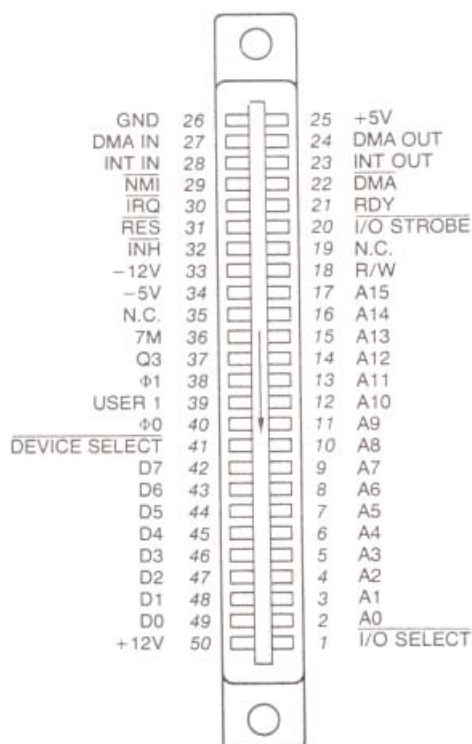 GND 26 25 +5V
DMA IN 27 24 DMA OUT
INT IN 28 23 INT OUT
NMI 29 22 DMA
IRQ 30 21 RDY
RES 31 20 I/O STROBE
INH 32 19 N.C.
−12V 33 18 R/W
−5V 34 17 A15
N.C. 35 16 A14
7M 36 15 A13
Q3 37 14 A12
Φ1 38 13 A11
USER 1 39 12 A10
Φ0 40 11 A9
DEVICE SELECT 41 10 A8
D7 42 9 A7
D6 43 8 A6
D5 44 7 A5
D4 45 6 A4
D3 46 5 A3
D2 47 4 A2
D1 48 3 A1
D0 49 2 A0
+12V 50 1 I/O SELECT